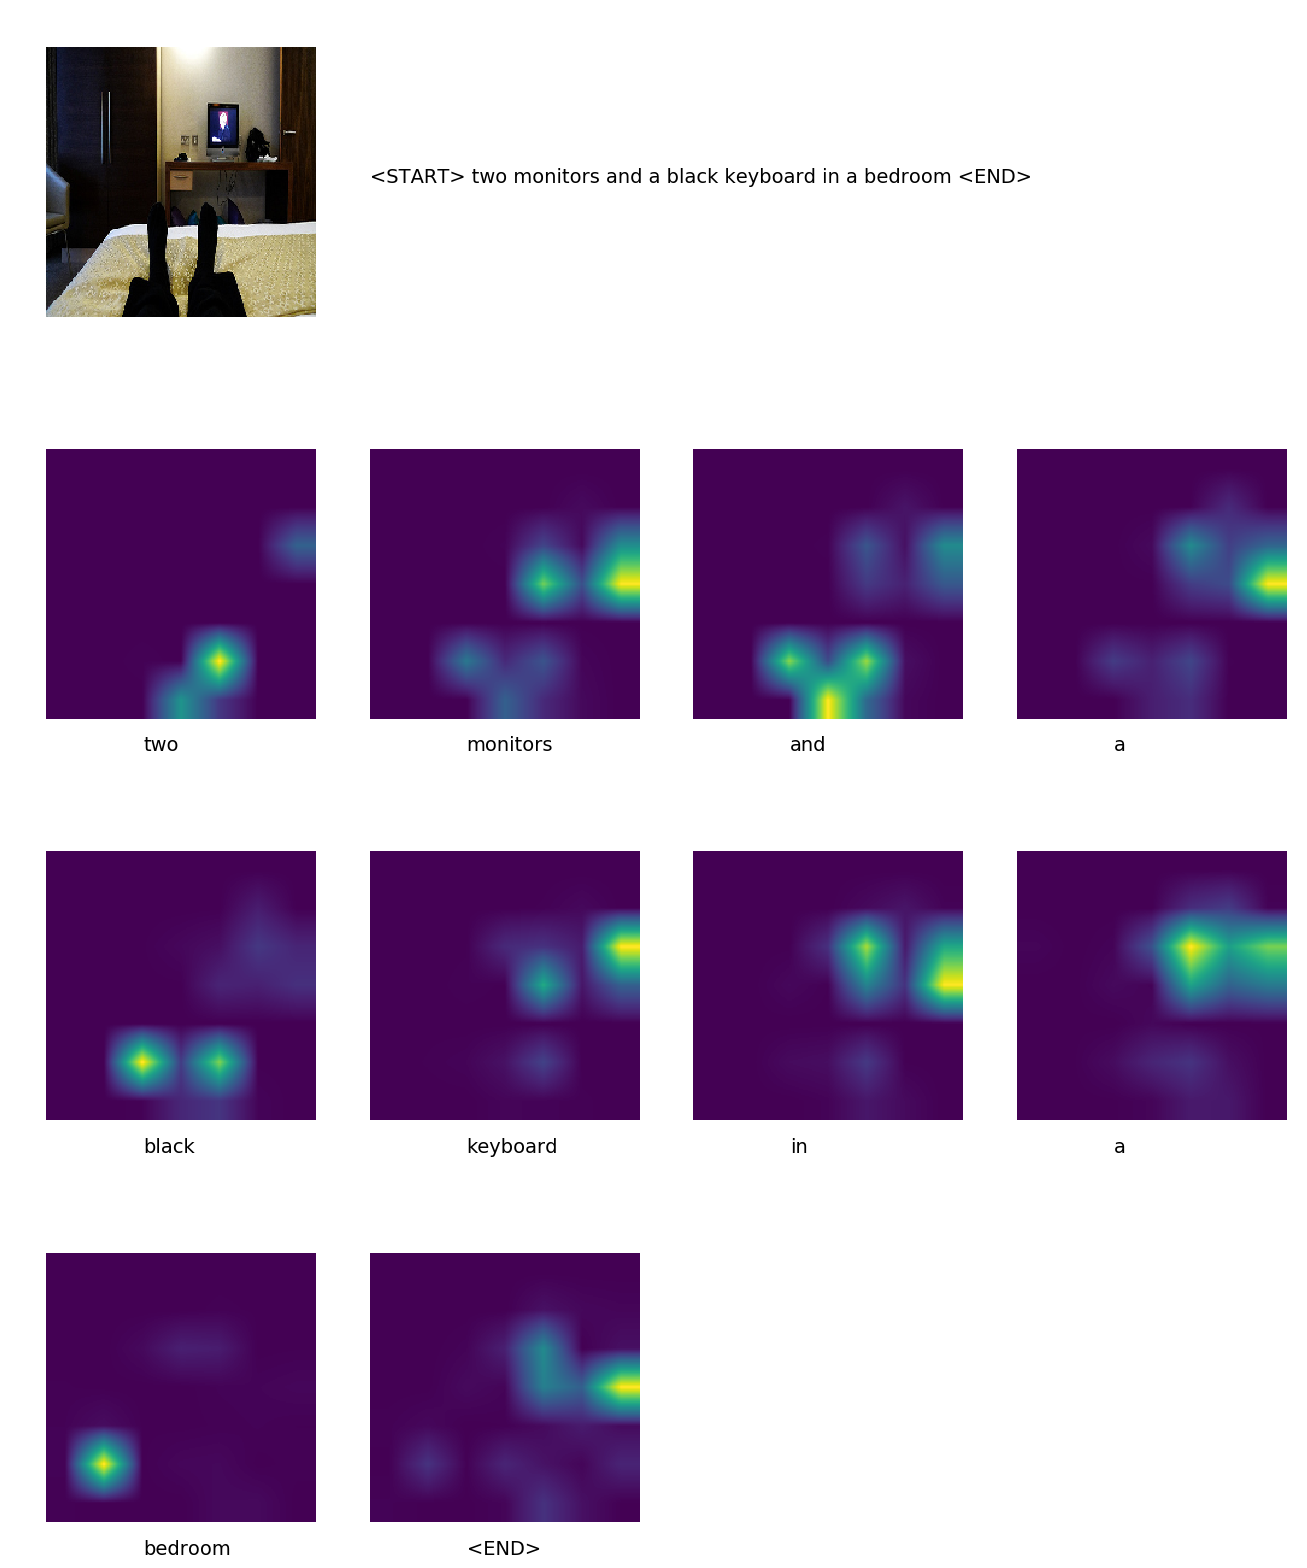 <START> two monitors and a black keyboard in a bedroom <END>
two
monitors
and
a
black
keyboard
in
a
bedroom
<END>